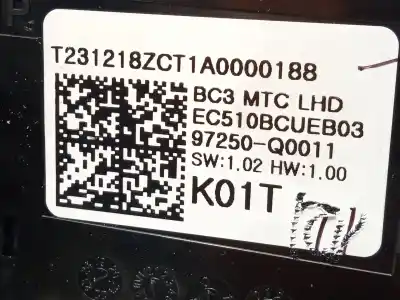 T231218ZCT1A0000188
BC3 MTC LHD
EC510BCUEB03
97250-Q0011
SW:1.02 HW:1.00
K01T